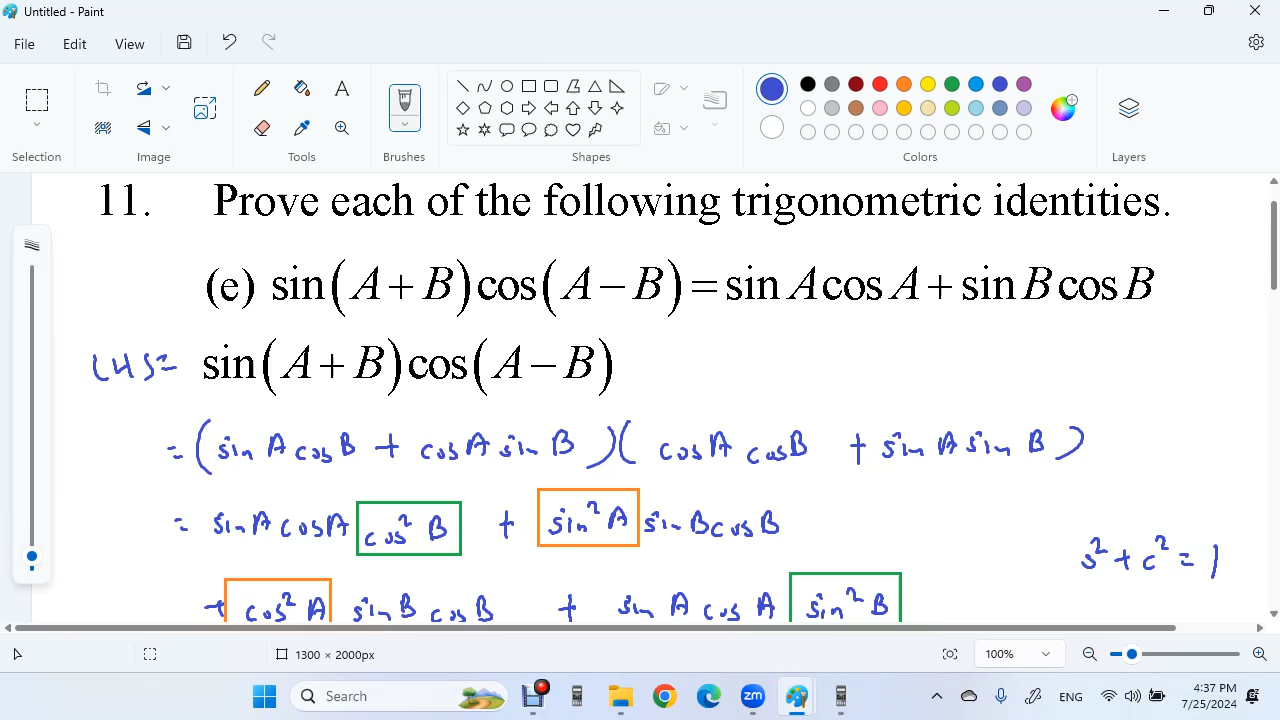 Untitled - Paint
File Edit View
Selection Image Tools Brushes Shapes Colors Layers
11. Prove each of the following trigonometric identities.
(e) sin(A+B)cos(A−B)=sin A cos A+sin B cos B
LHS= sin(A+B)cos(A−B)
= (sin A cos B + cos A sin B)(cos A cos B + sin A sin B)
= sin A cos A cos² B + sin² A sin B cos B
s² + c² = 1
+ cos² A sin B cos B + sin A cos A sin² B
1300 × 2000px 100%
Search ENG 4:37 PM
7/25/2024